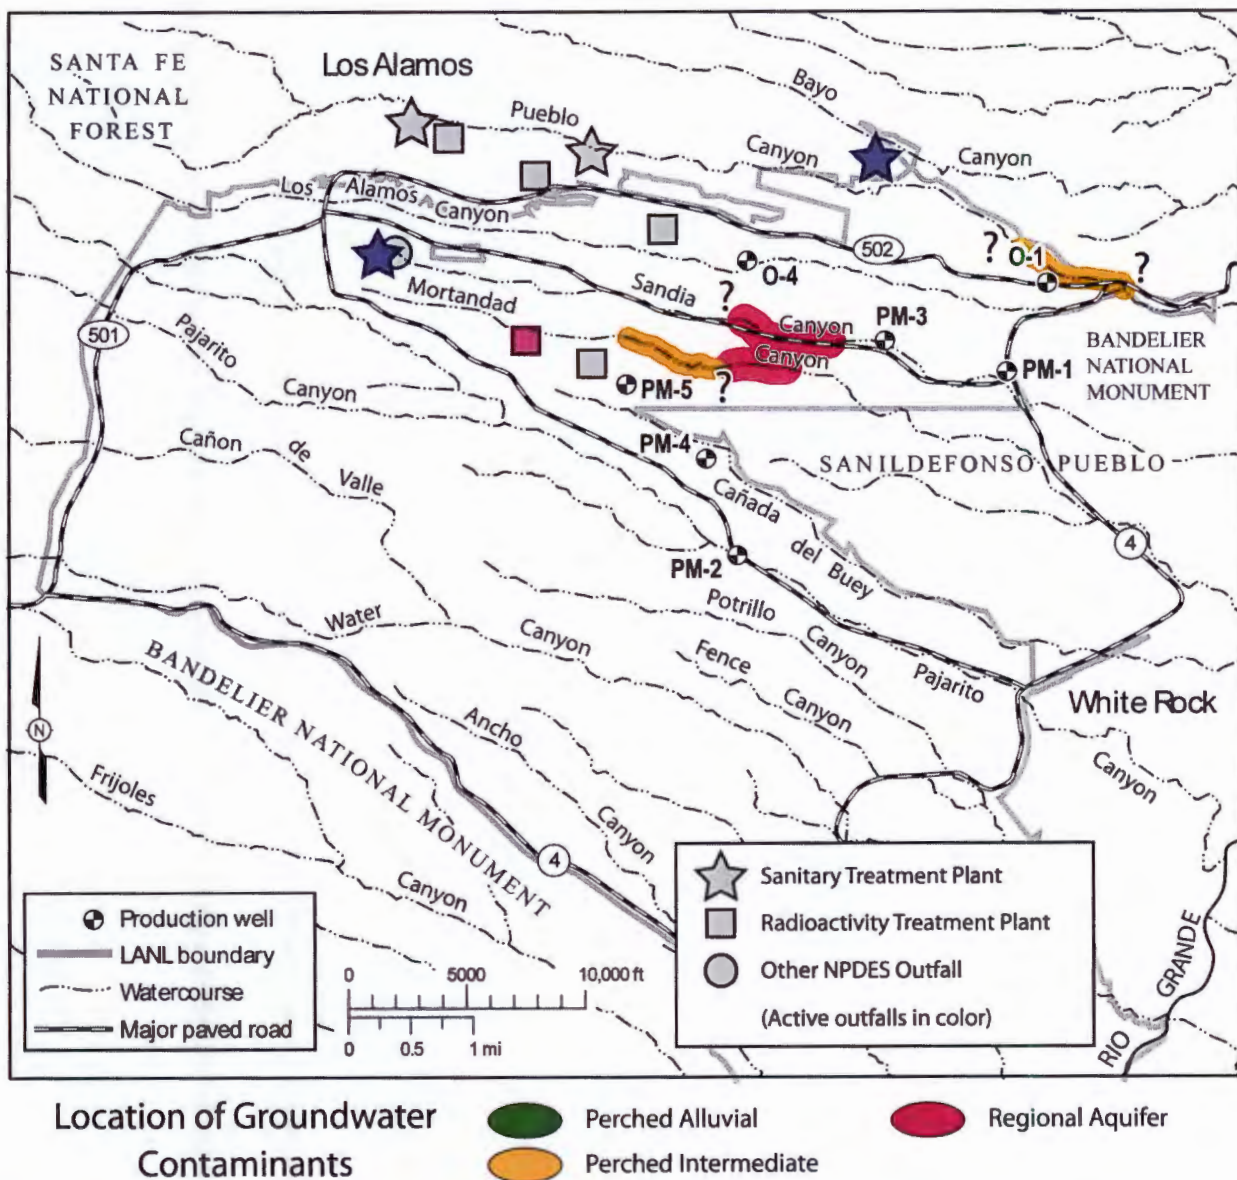 SANTA FE
NATIONAL
FOREST
Los Alamos
Bayo
Pueblo
Canyon
Canyon
Los Alamos Canyon
502
?
O-1
?
O-4
Sandia
?
Canyon
PM-3
Mortandad
Canyon
501
Pajarito
Canyon
PM-5
?
PM-1
BANDELIER
NATIONAL
MONUMENT
Cañon de Valle
PM-4
SANILDEFONSO PUEBLO
Cañada del Buey
4
PM-2
Potrillo
Canyon
Water
Canyon
Fence
Canyon
Pajarito
White Rock
Canyon
BANDELIER NATIONAL MONUMENT
N
Ancho
Canyon
Frijoles
Canyon
4
RIO GRANDE
Production well
LANL boundary
Watercourse
Major paved road
0 5000 10,000 ft
0 0.5 1 mi
Sanitary Treatment Plant
Radioactivity Treatment Plant
Other NPDES Outfall
(Active outfalls in color)
Location of Groundwater
Contaminants
Perched Alluvial
Perched Intermediate
Regional Aquifer